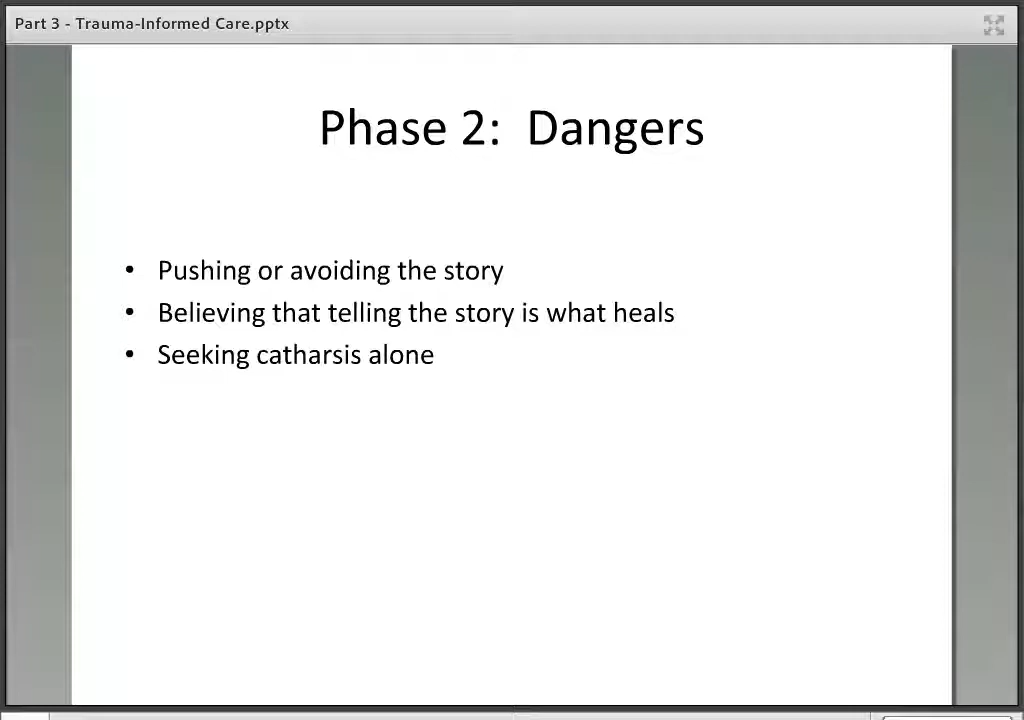 Part 3 - Trauma-Informed Care.pptx
Phase 2:  Dangers
• Pushing or avoiding the story
• Believing that telling the story is what heals
• Seeking catharsis alone